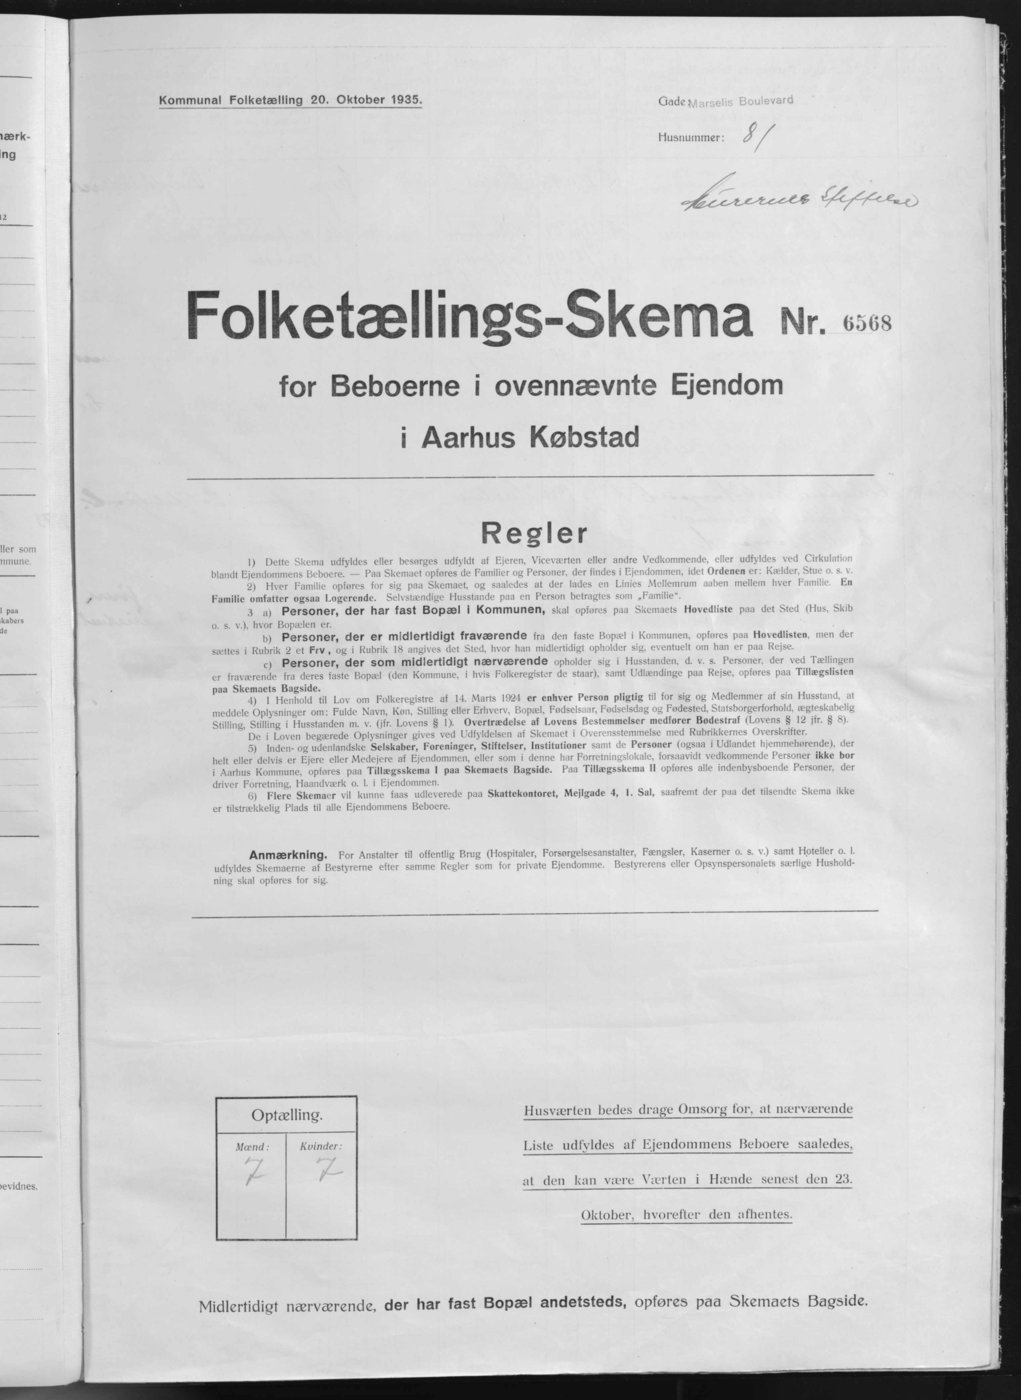 Kommunal Folketælling 20. Oktober 1935.
Gade: Marselis Boulevard
Husnummer: 81
Murernes Stiftelse
Folketællings-Skema Nr. 6568
for Beboerne i ovennævnte Ejendom
i Aarhus Købstad
Regler
1) Dette Skema udfyldes eller besørges udfyldt af Ejeren, Viceværten eller andre Vedkommende, eller udfyldes ved Cirkulation
blandt Ejendommens Beboere. — Paa Skemaet opføres de Familier og Personer, der findes i Ejendommen, idet Ordenen er: Kælder, Stue o. s. v.
2) Hver Familie opføres for sig paa Skemaet, og saaledes at der lades en Linies Mellemrum aaben mellem hver Familie. En
Familie omfatter ogsaa Logerende. Selvstændige Husstande paa en Person betragtes som „Familie“.
3 a) Personer, der har fast Bopæl i Kommunen, skal opføres paa Skemaets Hovedliste paa det Sted (Hus, Skib
o. s. v.), hvor Bopælen er.
b) Personer, der er midlertidigt fraværende fra den faste Bopæl i Kommunen, opføres paa Hovedlisten, men der
sættes i Rubrik 2 et Frv, og i Rubrik 18 angives det Sted, hvor han midlertidigt opholder sig, eventuelt om han er paa Rejse.
c) Personer, der som midlertidigt nærværende opholder sig i Husstanden, d. v. s. Personer, der ved Tællingen
er fraværende fra deres faste Bopæl (den Kommune, i hvis Folkeregister de staar), samt Udlændinge paa Rejse, opføres paa Tillægslisten
paa Skemaets Bagside.
4) I Henhold til Lov om Folkeregistre af 14. Marts 1924 er enhver Person pligtig til for sig og Medlemmer af sin Husstand, at
meddele Oplysninger om: Fulde Navn, Køn, Stilling eller Erhverv, Bopæl, Fødselsaar, Fødselsdag og Fødested, Statsborgerforhold, ægteskabelig
Stilling, Stilling i Husstanden m. v. (jfr. Lovens § 1). Overtrædelse af Lovens Bestemmelser medfører Bødestraf (Lovens § 12 jfr. § 8).
De i Loven begærede Oplysninger gives ved Udfyldelsen af Skemaet i Overensstemmelse med Rubrikkernes Overskrifter.
5) Inden- og udenlandske Selskaber, Foreninger, Stiftelser, Institutioner samt de Personer (ogsaa i Udlandet hjemmehørende), der
helt eller delvis er Ejere eller Medejere af Ejendommen, eller som i denne har Forretningslokale, forsaavidt vedkommende Personer ikke bor
i Aarhus Kommune, opføres paa Tillægsskema I paa Skemaets Bagside. Paa Tillægsskema II opføres alle indenbysboende Personer, der
driver Forretning, Haandværk o. l. i Ejendommen.
6) Flere Skemaer vil kunne faas udleverede paa Skattekontoret, Mejlgade 4, 1. Sal, saafremt der paa det tilsendte Skema ikke
er tilstrækkelig Plads til alle Ejendommens Beboere.
Anmærkning. For Anstalter til offentlig Brug (Hospitaler, Forsørgelsesanstalter, Fængsler, Kaserner o. s. v.) samt Hoteller o. l.
udfyldes Skemaerne af Bestyrerne efter samme Regler som for private Ejendomme. Bestyrerens eller Opsynspersonalets særlige Hushold-
ning skal opføres for sig.
Optælling.
Mænd: Kvinder:
7 7
Husværten bedes drage Omsorg for, at nærværende
Liste udfyldes af Ejendommens Beboere saaledes,
at den kan være Værten i Hænde senest den 23.
Oktober, hvorefter den afhentes.
Midlertidigt nærværende, der har fast Bopæl andetsteds, opføres paa Skemaets Bagside.